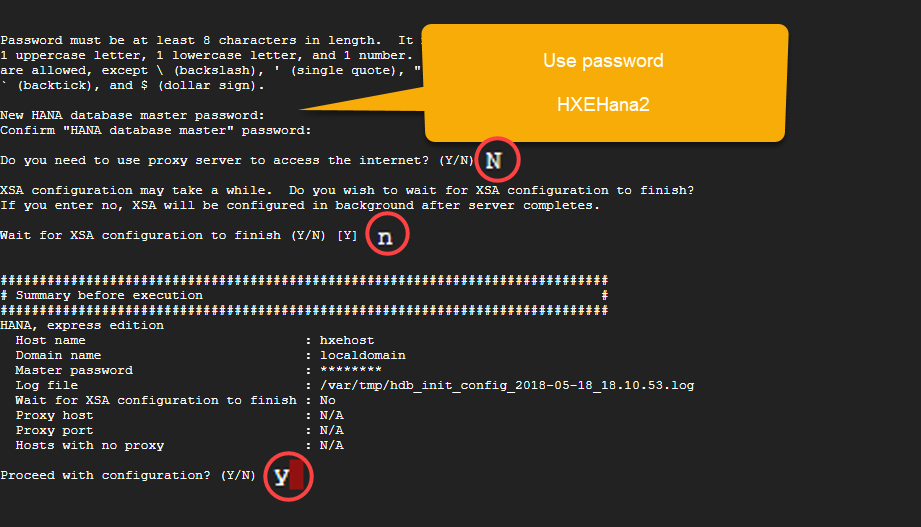 Password must be at least 8 characters in length.  It
1 uppercase letter, 1 lowercase letter, and 1 number.
are allowed, except \ (backslash), ' (single quote), "
` (backtick), and $ (dollar sign).
Use password
HXEHana2
New HANA database master password:
Confirm "HANA database master" password:
Do you need to use proxy server to access the internet? (Y/N) N
XSA configuration may take a while.  Do you wish to wait for XSA configuration to finish?
If you enter no, XSA will be configured in background after server completes.
Wait for XSA configuration to finish (Y/N) [Y] n
##############################################################################
# Summary before execution                                                   #
##############################################################################
HANA, express edition
  Host name                            : hxehost
  Domain name                          : localdomain
  Master password                      : ********
  Log file                             : /var/tmp/hdb_init_config_2018-05-18_18.10.53.log
  Wait for XSA configuration to finish : No
  Proxy host                           : N/A
  Proxy port                           : N/A
  Hosts with no proxy                  : N/A
Proceed with configuration? (Y/N) y